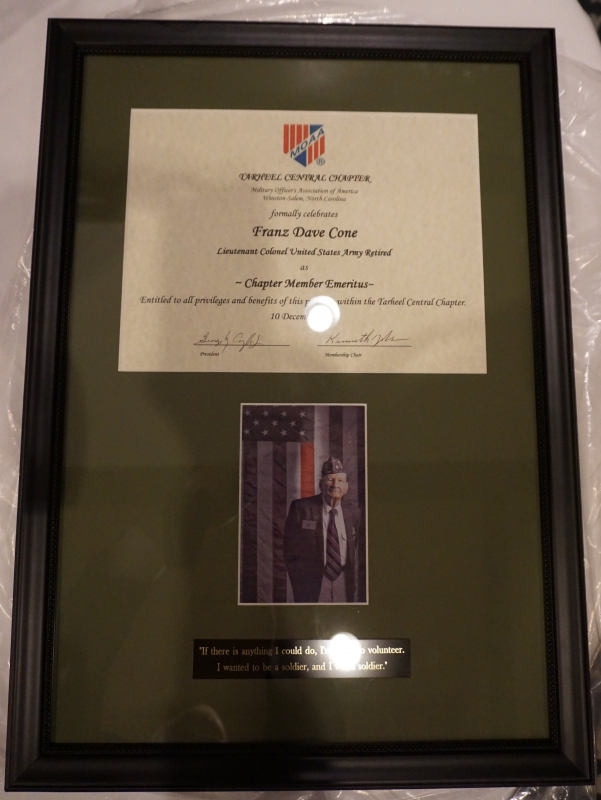 MOAA
®
TARHEEL CENTRAL CHAPTER
Military Officer's Association of America
Winston-Salem, North Carolina
formally celebrates
Franz Dave Cone
Lieutenant Colonel United States Army Retired
as
~ Chapter Member Emeritus~
Entitled to all privileges and benefits of this within the Tarheel Central Chapter.
10
President
Membership Chair
"If there is anything I could do, volunteer.
I wanted to be a soldier, and I soldier."